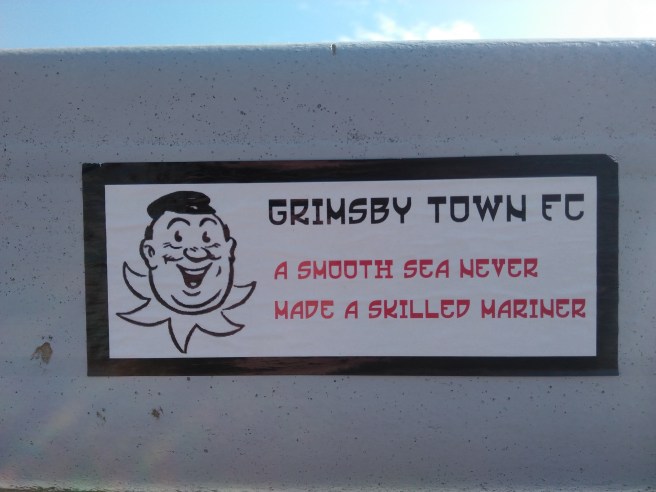 GRIMSBY TOWN FC
A SMOOTH SEA NEVER
MADE A SKILLED MARINER